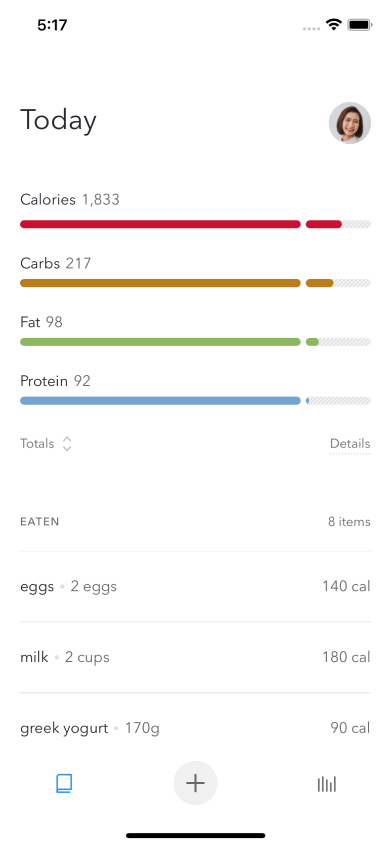 5:17
Today
Calories 1,833
Carbs 217
Fat 98
Protein 92
Totals Details
EATEN 8 items
eggs • 2 eggs 140 cal
milk • 2 cups 180 cal
greek yogurt • 170g 90 cal